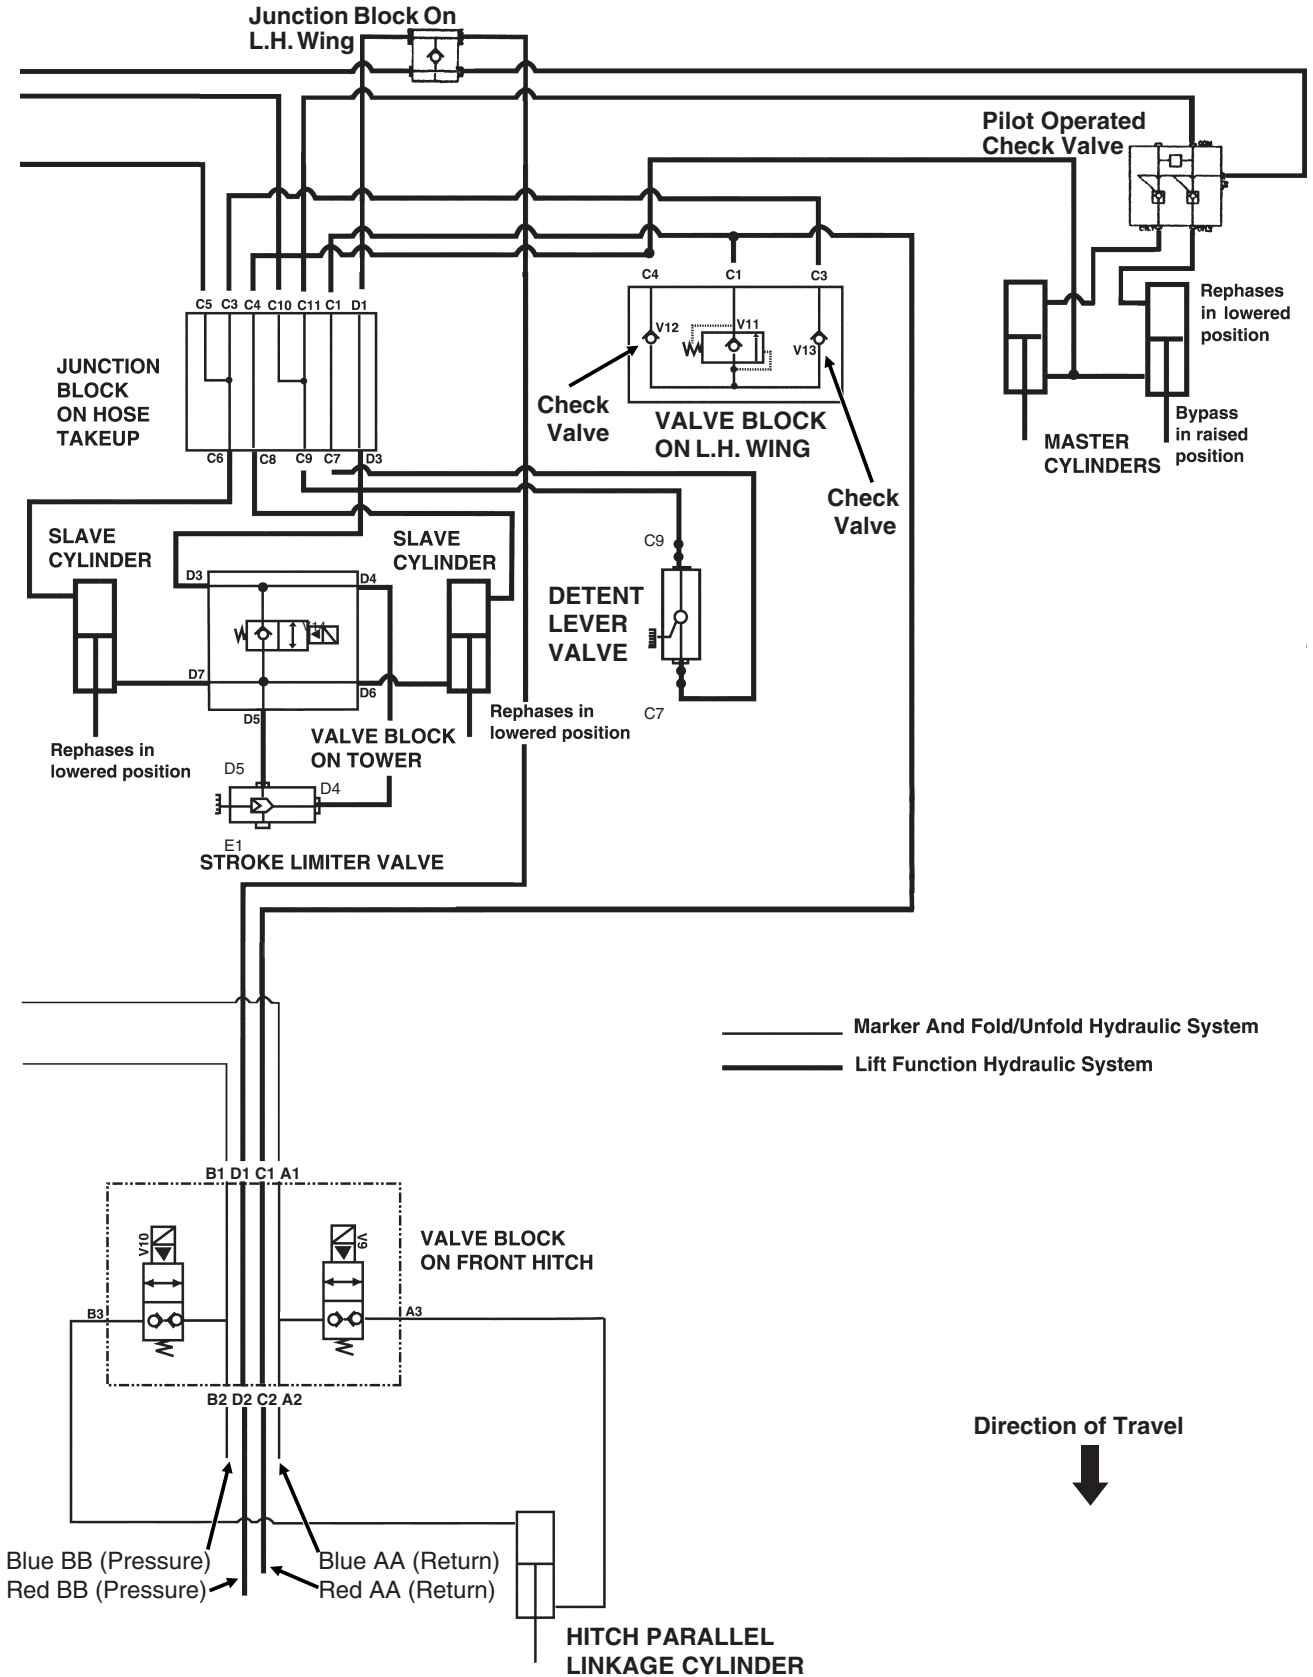 Junction Block On
L.H. Wing
Pilot Operated
Check Valve
COM
CYL1
CYL2
C4 C1 C3
V12
V11
V13
Check
Valve
VALVE BLOCK
ON L.H. WING
Check
Valve
Rephases
in lowered
position
Bypass
in raised
position
MASTER
CYLINDERS
C5 C3 C4 C10 C11 C1 D1
JUNCTION
BLOCK
ON HOSE
TAKEUP
C6 C8 C9 C7 D3
SLAVE
CYLINDER
SLAVE
CYLINDER
D3
D4
V14
D7
D6
D5
Rephases in
lowered position
Rephases in
lowered position
VALVE BLOCK
ON TOWER
C9
DETENT
LEVER
VALVE
C7
D5
D4
E1
STROKE LIMITER VALVE
Marker And Fold/Unfold Hydraulic System
Lift Function Hydraulic System
B1 D1 C1 A1
V10
V9
VALVE BLOCK
ON FRONT HITCH
B3
A3
B2 D2 C2 A2
Direction of Travel
Blue BB (Pressure)
Red BB (Pressure)
Blue AA (Return)
Red AA (Return)
HITCH PARALLEL
LINKAGE CYLINDER